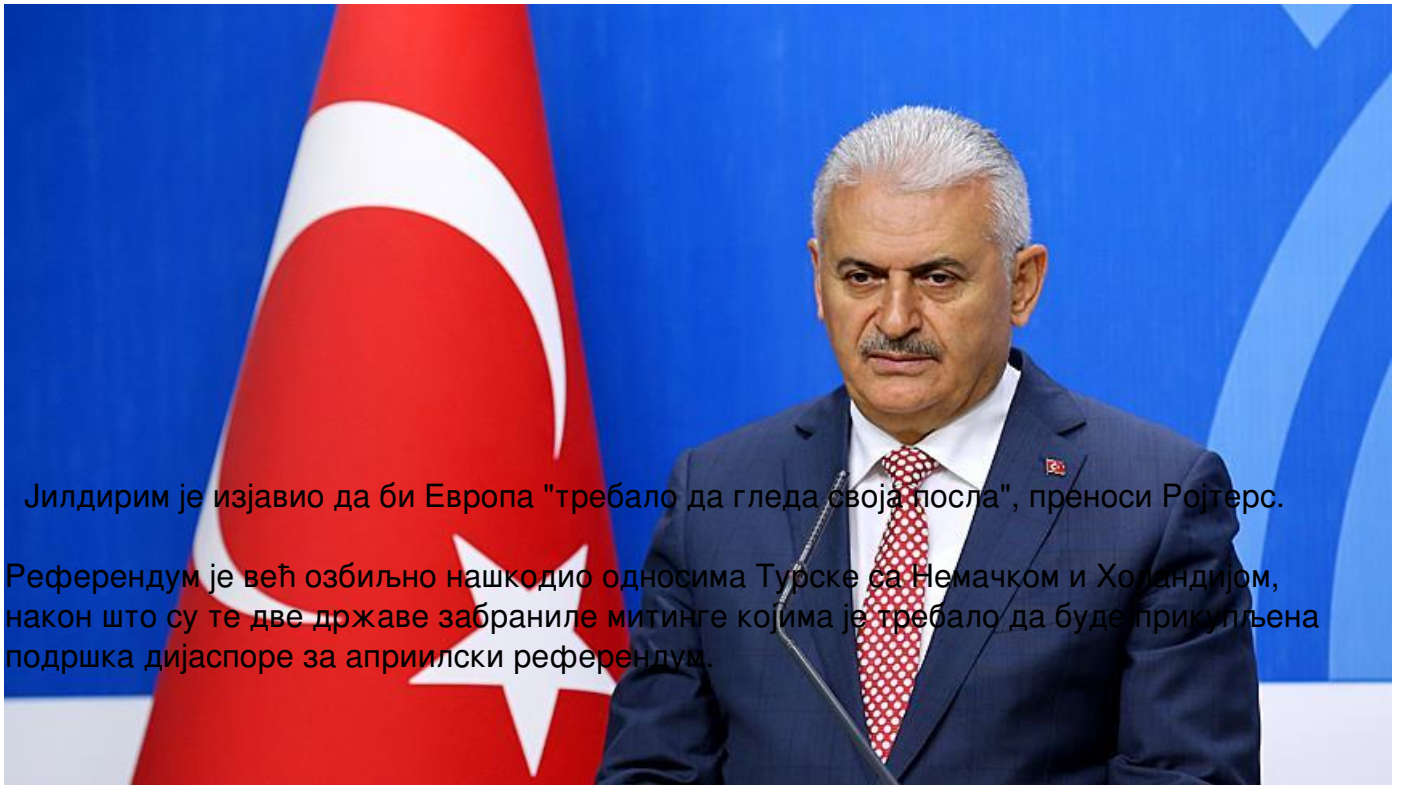 Јилдирим је изјавио да би Европа "требало да гледа своја посла", преноси Ројтерс.
Референдум је већ озбиљно нашкодио односима Турске са Немачком и Холандијом,
након што су те две државе забраниле митинге којима је требало да буде прикупљена
подршка дијаспоре за априилски референдум.